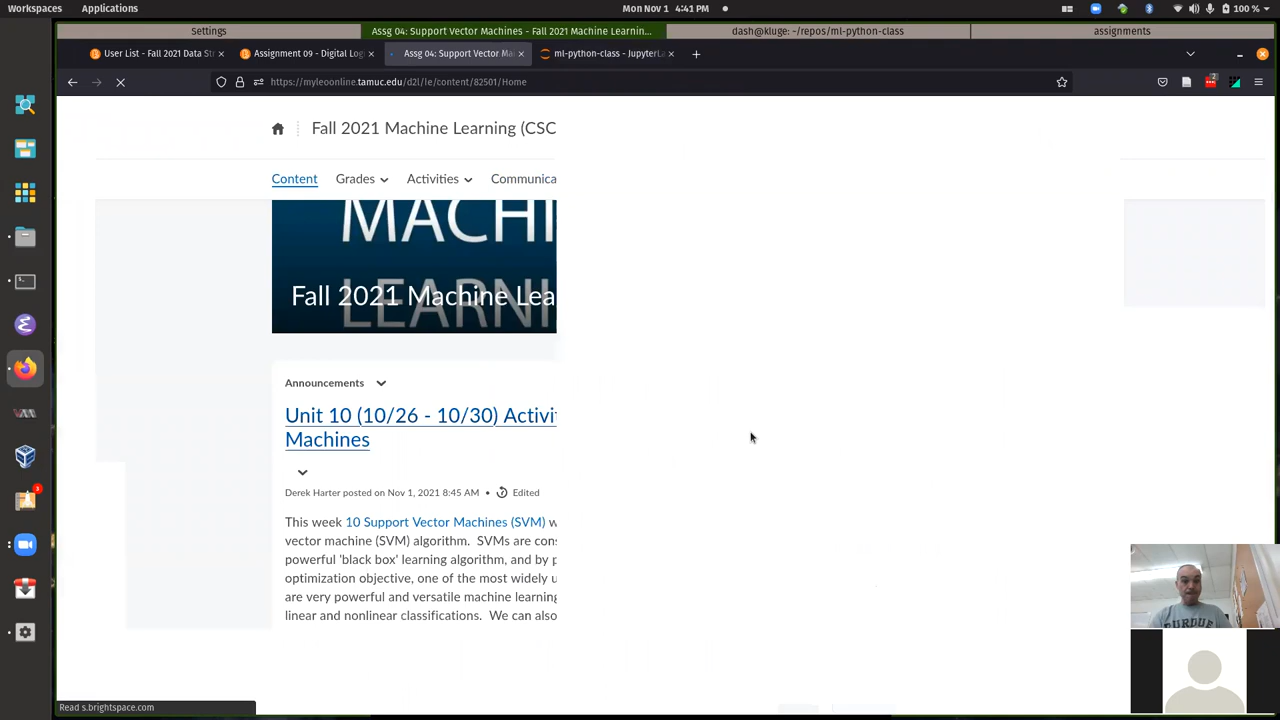 Workspaces Applications Mon Nov 1 4:41 PM 100 %
Settings Assg 04: Support Vector Machines - Fall 2021 Machine Learnin... dash@kluge: ~/repos/ml-python-class assignments
User List - Fall 2021 Data Str Assignment 09 - Digital Logi Assg 04: Support Vector Ma ml-python-class - JupyterLa
https://myleoonline.tamuc.edu/d2l/le/content/82501/Home
Fall 2021 Machine Learning (CSC
Content Grades Activities Communica
MACHI
LEARNI
Fall 2021 Machine Lea
Announcements
Unit 10 (10/26 - 10/30) Activit
Machines
Derek Harter posted on Nov 1, 2021 8:45 AM • Edited
This week 10 Support Vector Machines (SVM) w
vector machine (SVM) algorithm. SVMs are cons
powerful 'black box' learning algorithm, and by p
optimization objective, one of the most widely u
are very powerful and versatile machine learning
linear and nonlinear classifications. We can also
PURDUE
Read s.brightspace.com